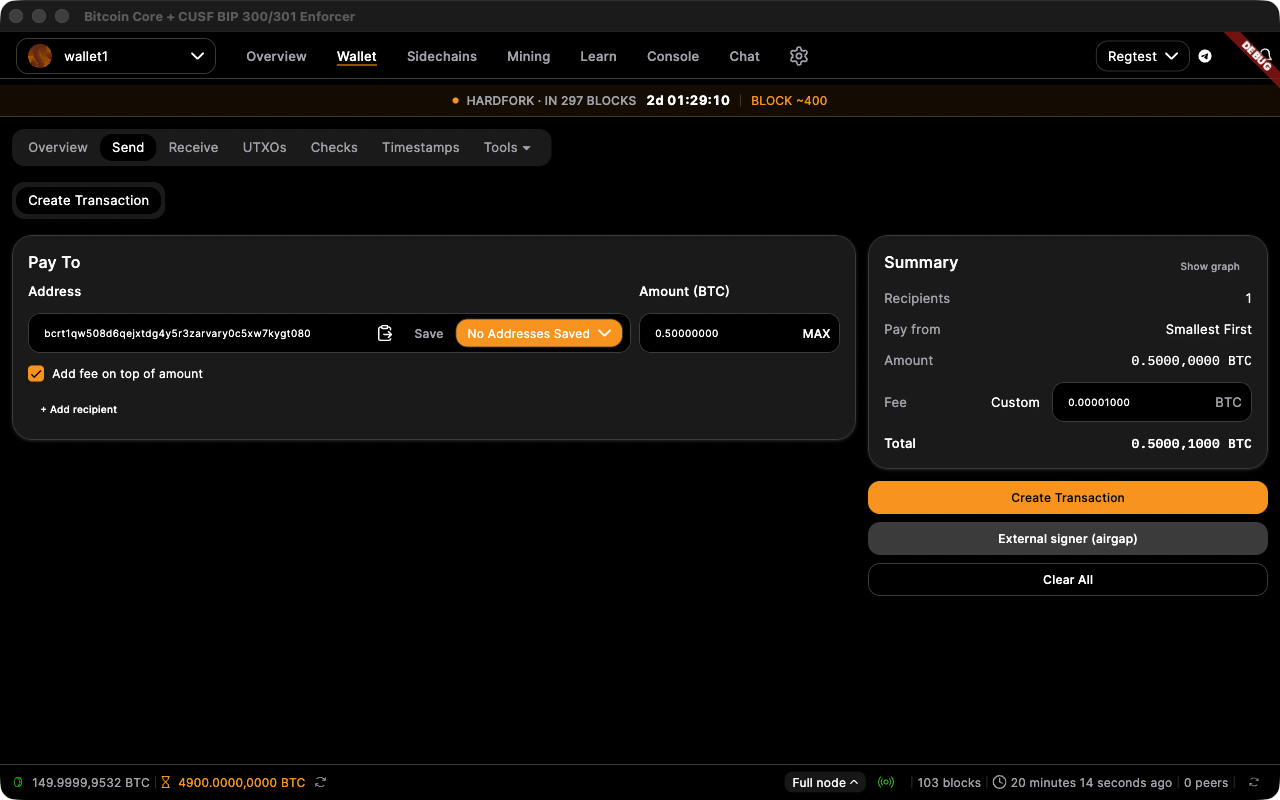 Bitcoin Core + CUSF BIP 300/301 Enforcer
wallet1 Overview Wallet Sidechains Mining Learn Console Chat Regtest DEBUG
HARDFORK · IN 297 BLOCKS 2d 01:29:10 BLOCK ~400
Overview Send Receive UTXOs Checks Timestamps Tools
Create Transaction
Pay To
Address Amount (BTC)
bcrt1qw508d6qejxtdg4y5r3zarvary0c5xw7kygt080 Save No Addresses Saved 0.50000000 MAX
Add fee on top of amount
+ Add recipient
Summary Show graph
Recipients 1
Pay from Smallest First
Amount 0.5000,0000 BTC
Fee Custom 0.00001000 BTC
Total 0.5000,1000 BTC
Create Transaction
External signer (airgap)
Clear All
149.9999,9532 BTC 4900.0000,0000 BTC Full node 103 blocks 20 minutes 14 seconds ago 0 peers